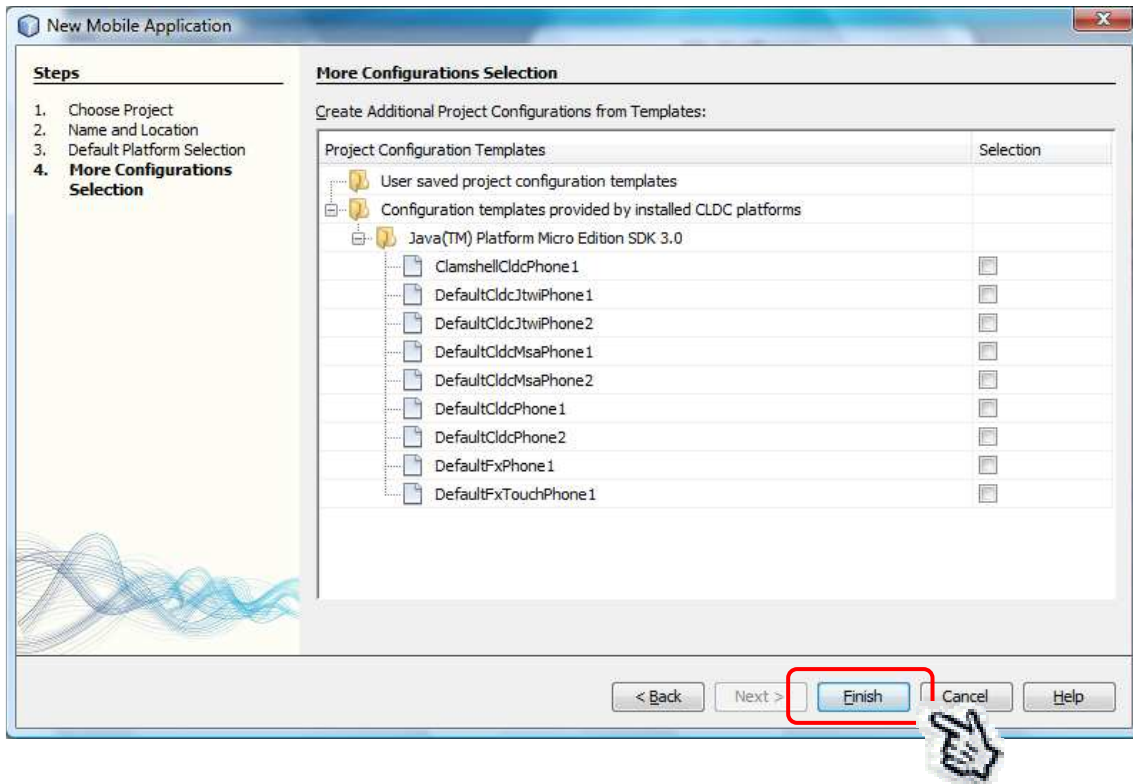 New Mobile Application
X
Steps
1. Choose Project
2. Name and Location
3. Default Platform Selection
4. More Configurations
Selection
More Configurations Selection
Create Additional Project Configurations from Templates:
Project Configuration Templates Selection
User saved project configuration templates
Configuration templates provided by installed CLDC platforms
Java(TM) Platform Micro Edition SDK 3.0
ClamshellCldcPhone1
DefaultCldcJtwiPhone1
DefaultCldcJtwiPhone2
DefaultCldcMsaPhone1
DefaultCldcMsaPhone2
DefaultCldcPhone1
DefaultCldcPhone2
DefaultFxPhone1
DefaultFxTouchPhone1
< Back Next > Finish Cancel Help